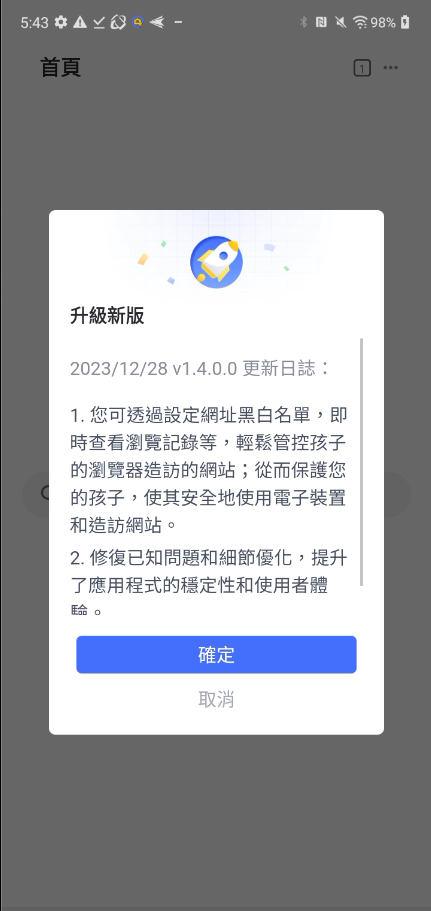 5:43 98%
首頁 1
升級新版
2023/12/28 v1.4.0.0 更新日誌：
1. 您可透過設定網址黑白名單，即
時查看瀏覽記錄等，輕鬆管控孩子
的瀏覽器造訪的網站；從而保護您
的孩子，使其安全地使用電子裝置
和造訪網站。
2. 修復已知問題和細節優化，提升
了應用程式的穩定性和使用者體
驗。
確定
取消